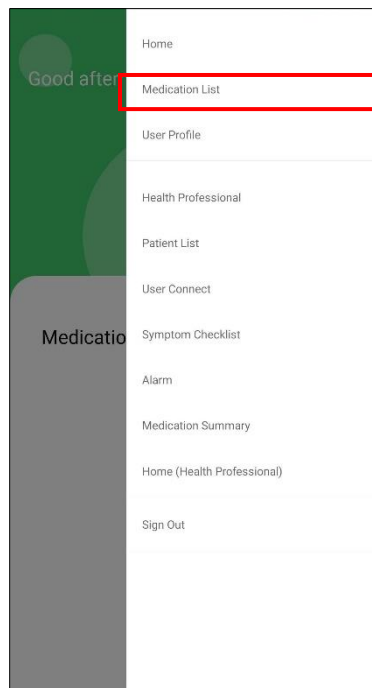 Home
Good after
Medication List
User Profile
Health Professional
Patient List
User Connect
Medicatio
Symptom Checklist
Alarm
Medication Summary
Home (Health Professional)
Sign Out